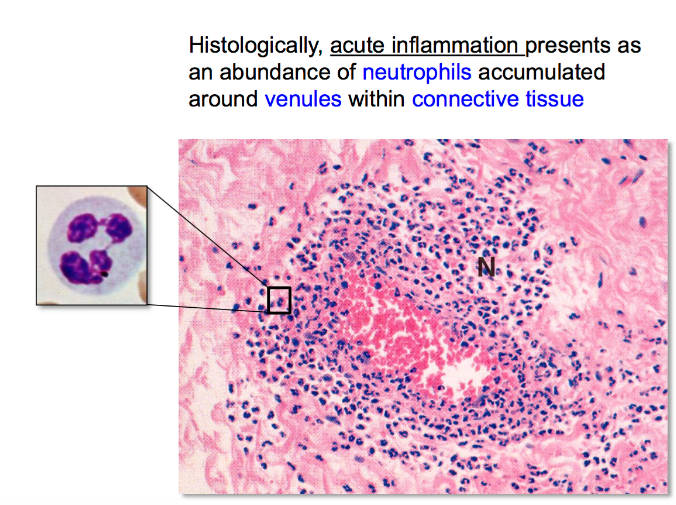 Histologically, acute inflammation presents as
an abundance of neutrophils accumulated
around venules within connective tissue
N